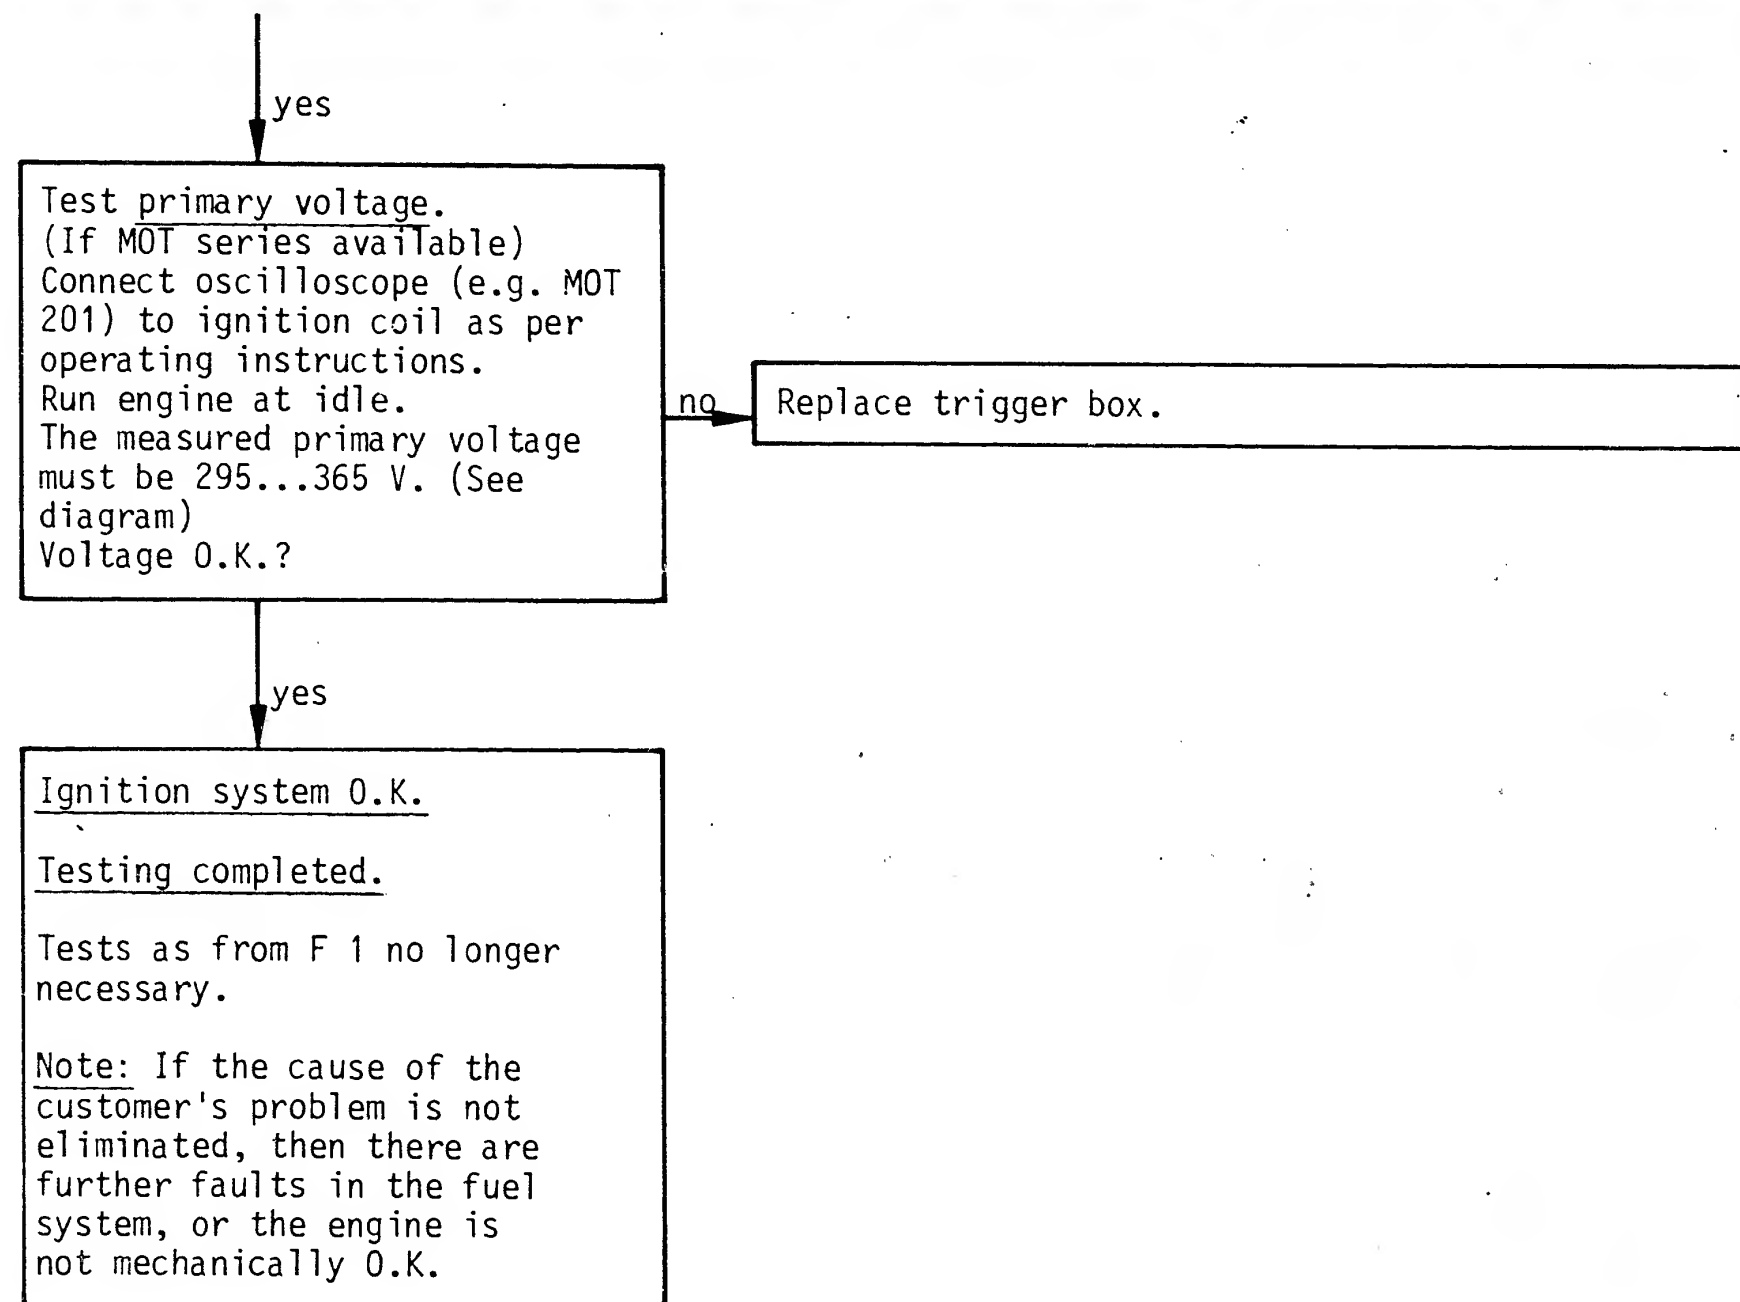 yes
Test primary voltage.
(If MOT series available)
Connect oscilloscope (e.g. MOT
201) to ignition coil as per
operating instructions.
Run engine at idle.
The measured primary voltage
must be 295...365 V. (See
diagram)
Voltage O.K.?
no
Replace trigger box.
yes
Ignition system O.K.
Testing completed.
Tests as from F 1 no longer
necessary.
Note: If the cause of the
customer's problem is not
eliminated, then there are
further faults in the fuel
system, or the engine is
not mechanically O.K.